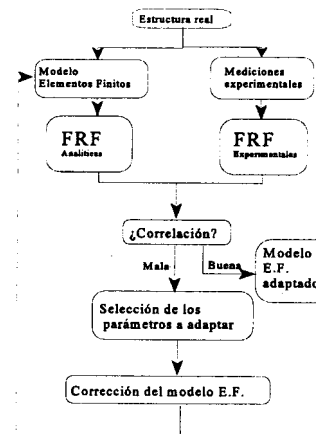 Estructura real
Modelo
Elementos Finitos
Mediciones
experimentales
FRF
Analíticas
FRF
Experimentales
¿Correlación?
Mala
Buena
Modelo
E.F.
adaptado
Selección de los
parámetros a adaptar
Corrección del modelo E.F.